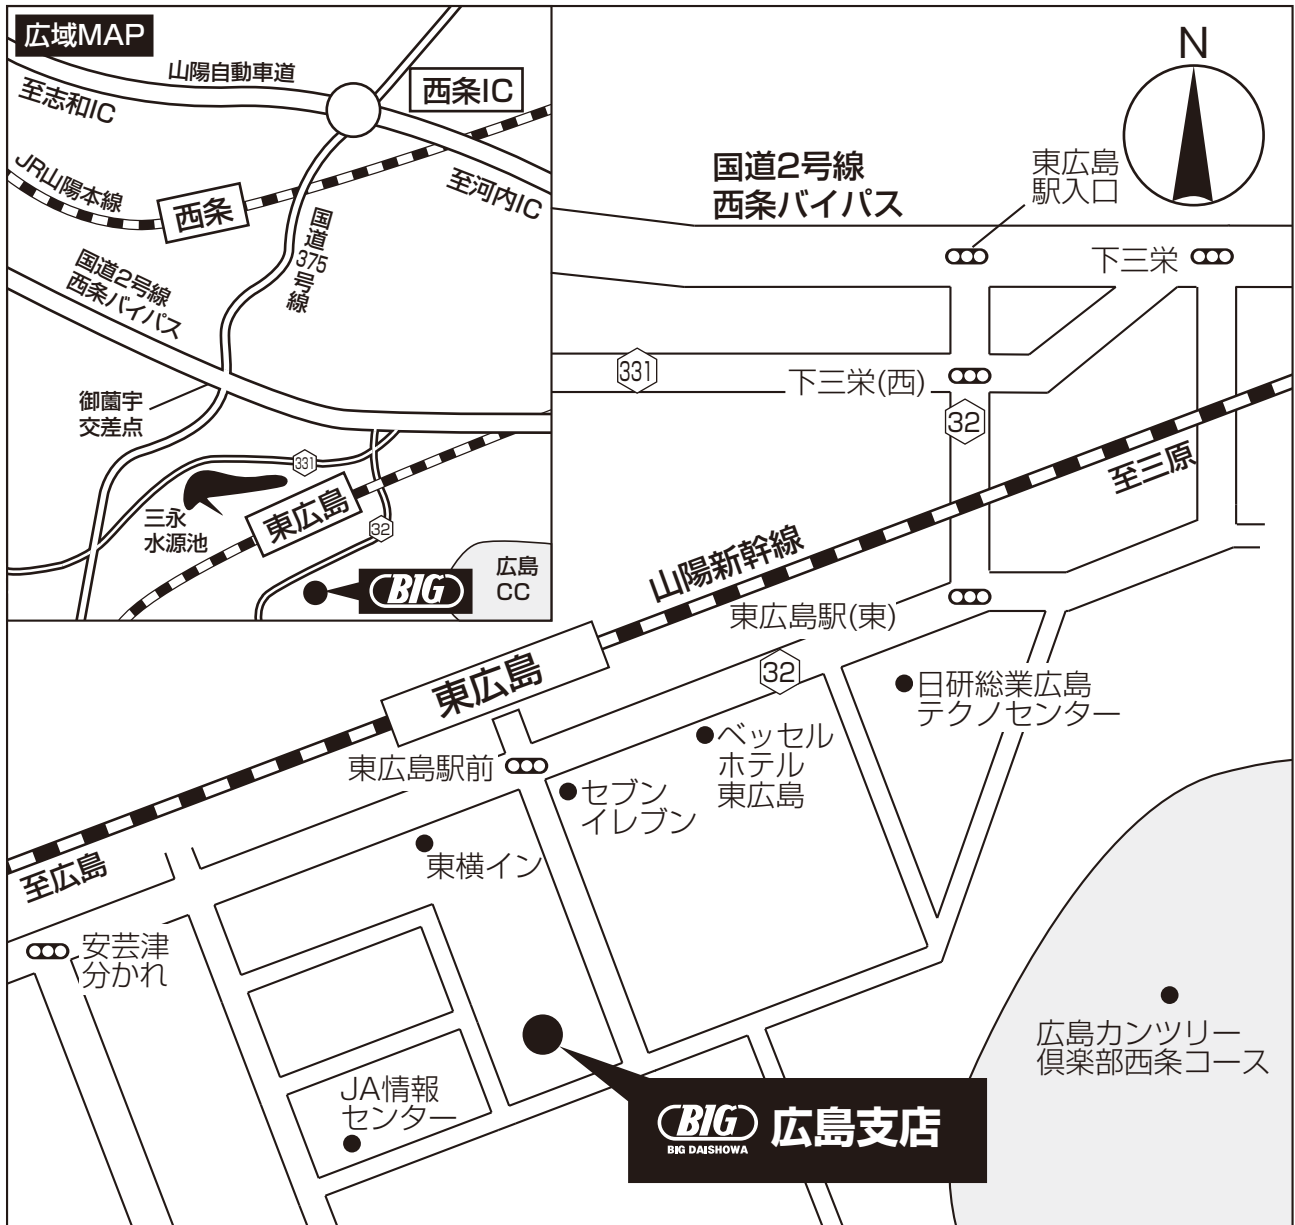 広域MAP
山陽自動車道
至志和IC
西条IC
JR山陽本線
西条
至河内IC
国道375号線
国道2号線
西条バイパス
御薗宇
交差点
331
三永
水源池
東広島
32
BIG
広島
CC
N
国道2号線
西条バイパス
東広島
駅入口
下三栄
331
下三栄(西)
32
至三原
山陽新幹線
東広島駅(東)
東広島
32
日研総業広島
テクノセンター
ベッセル
ホテル
東広島
東広島駅前
セブン
イレブン
東横イン
至広島
安芸津
分かれ
広島カンツリー
倶楽部西条コース
JA情報
センター
BIG
BIG DAISHOWA
広島支店